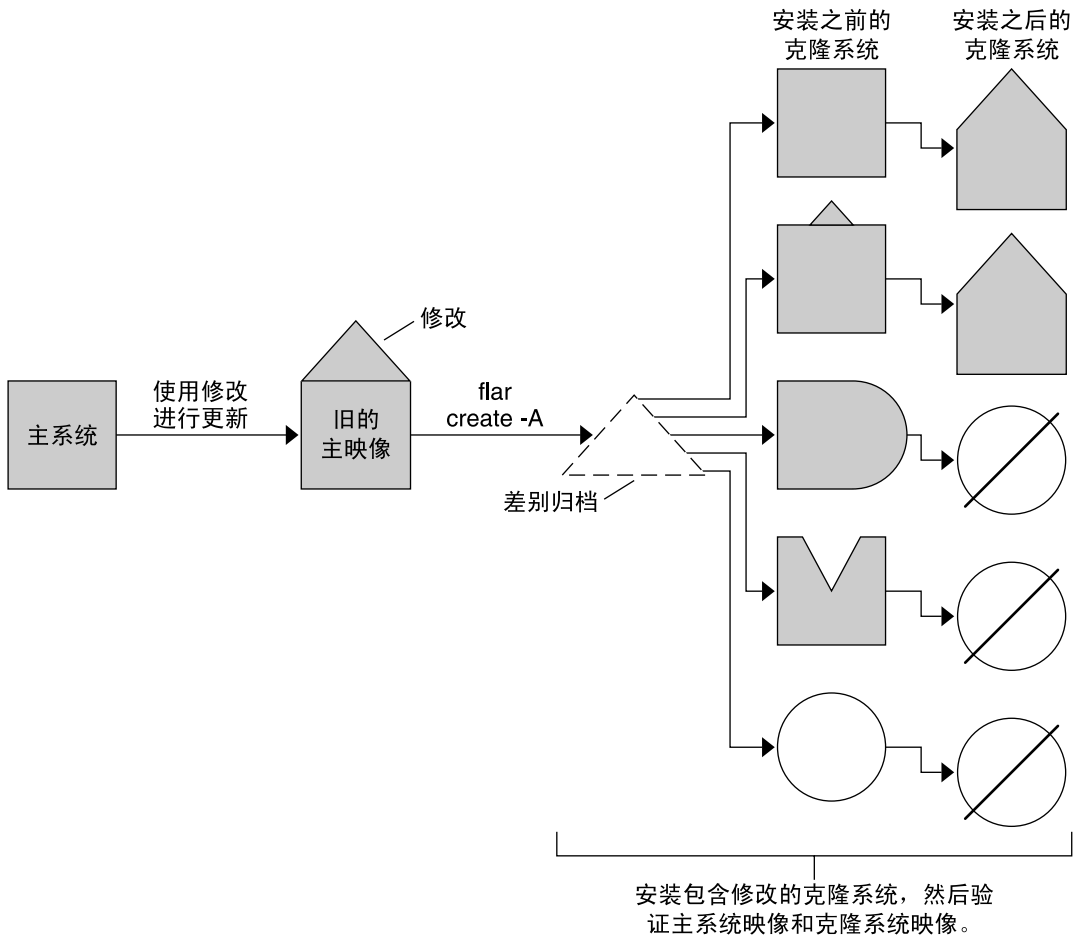 安装之前的
克隆系统
安装之后的
克隆系统
修改
主系统
使用修改
进行更新
旧的
主映像
flar
create -A
差别归档
安装包含修改的克隆系统，然后验
证主系统映像和克隆系统映像。